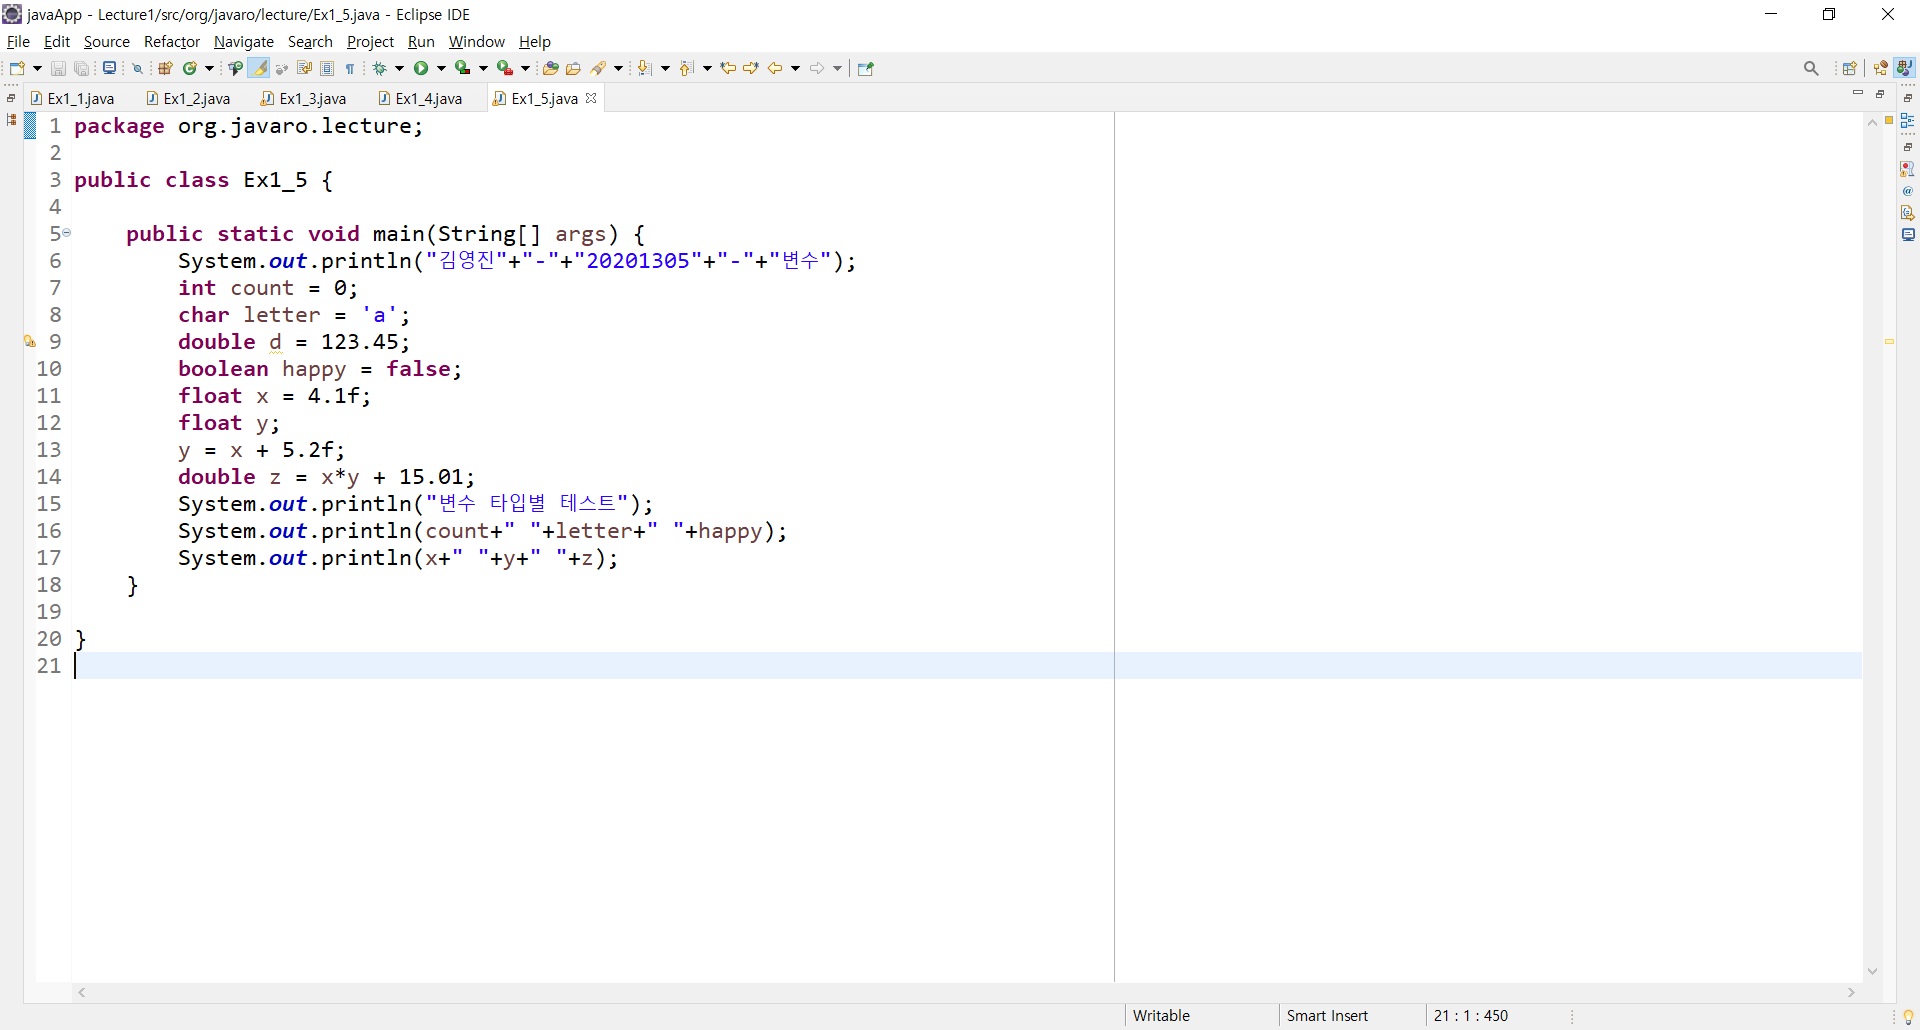 javaApp - Lecture1/src/org/javaro/lecture/Ex1_5.java - Eclipse IDE
File Edit Source Refactor Navigate Search Project Run Window Help
Ex1_1.java Ex1_2.java Ex1_3.java Ex1_4.java Ex1_5.java
1 package org.javaro.lecture;
2
3 public class Ex1_5 {
4
5 public static void main(String[] args) {
6 System.out.println("김영진"+"-"+"20201305"+"-"+"변수");
7 int count = 0;
8 char letter = 'a';
9 double d = 123.45;
10 boolean happy = false;
11 float x = 4.1f;
12 float y;
13 y = x + 5.2f;
14 double z = x*y + 15.01;
15 System.out.println("변수 타입별 테스트");
16 System.out.println(count+" "+letter+" "+happy);
17 System.out.println(x+" "+y+" "+z);
18 }
19
20 }
21
Writable Smart Insert 21 : 1 : 450